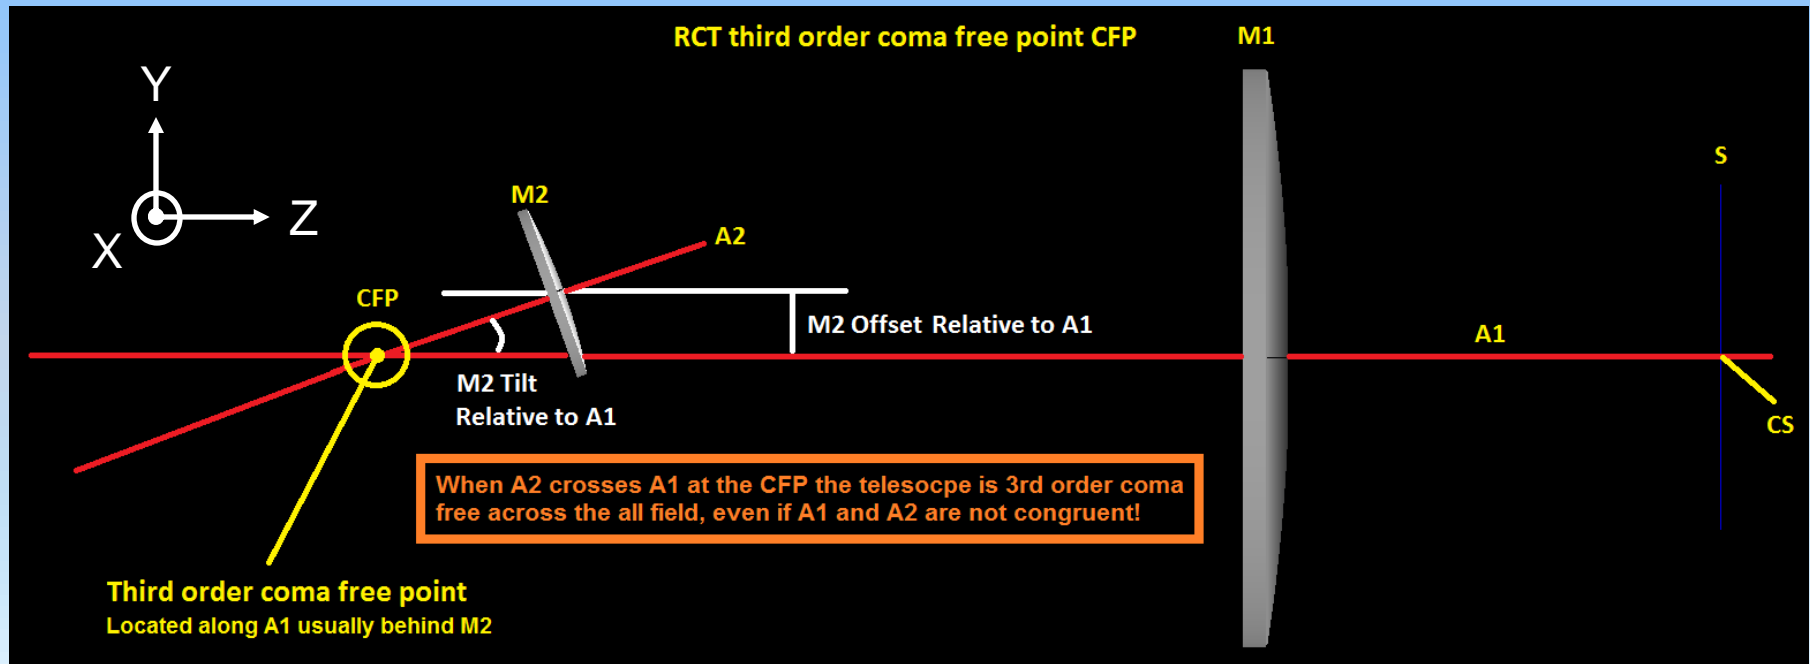 RCT third order coma free point CFP
M1
Y
S
M2
Z
A2
X
CFP
M2 Offset Relative to A1
A1
M2 Tilt
Relative to A1
CS
When A2 crosses A1 at the CFP the telesocpe is 3rd order coma
free across the all field, even if A1 and A2 are not congruent!
Third order coma free point
Located along A1 usually behind M2